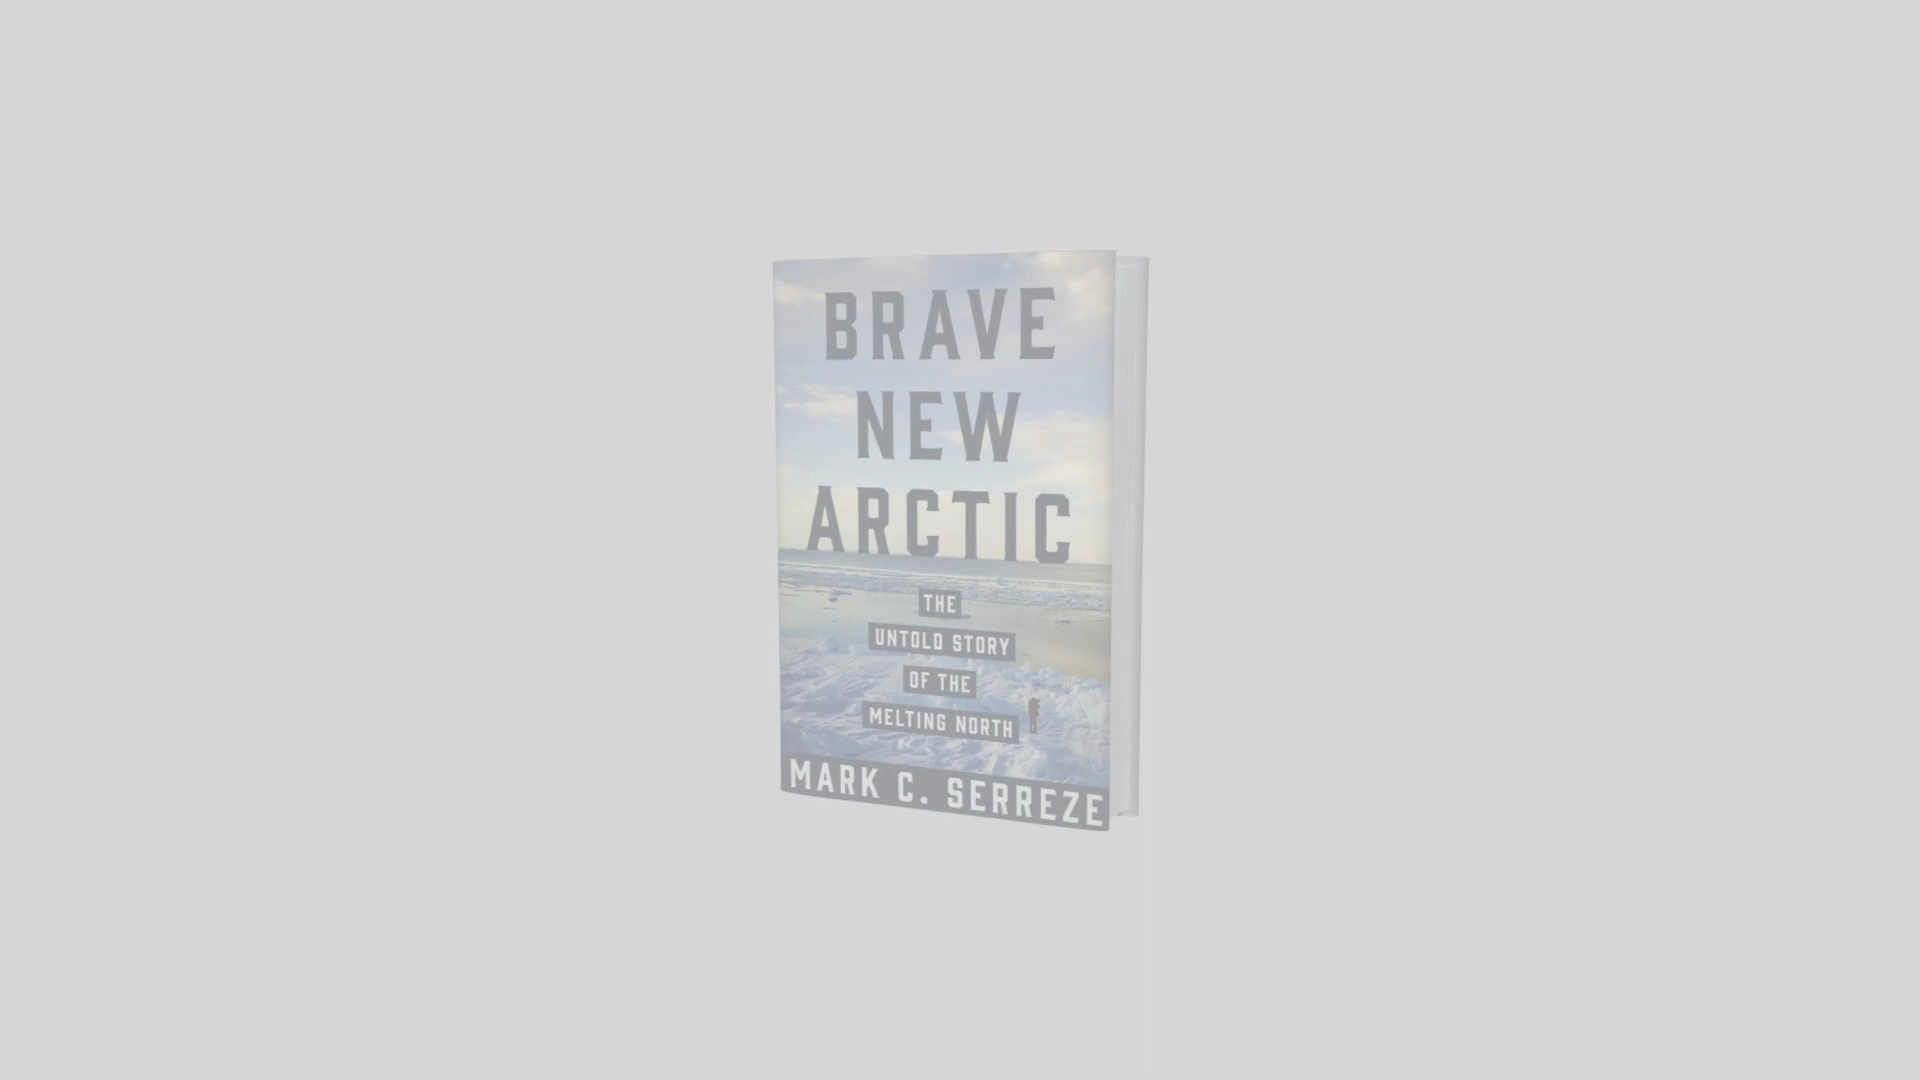 BRAVE
NEW
ARCTIC
THE
UNTOLD STORY
OF THE
MELTING NORTH
MARK C. SERREZE